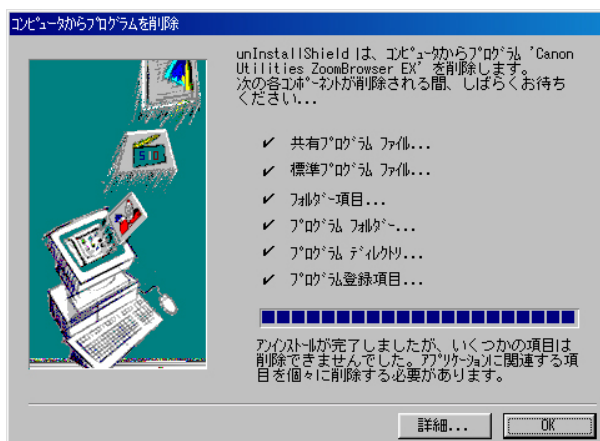 コンピュータからプログラムを削除
unInstallShield は、コンピュータからプログラム 'Canon
Utilities ZoomBrowser EX' を削除します。
次の各コンポーネントが削除される間、しばらくお待ち
ください...
✔ 共有プログラム ファイル...
✔ 標準プログラム ファイル...
✔ フォルダ-項目...
✔ プログラム フォルダ-...
✔ プログラム ディレクトリ...
✔ プログラム登録項目...
アンインストールが完了しましたが、いくつかの項目は
削除できませんでした。アプリケーションに関連する項
目を個々に削除する必要があります。
詳細... OK